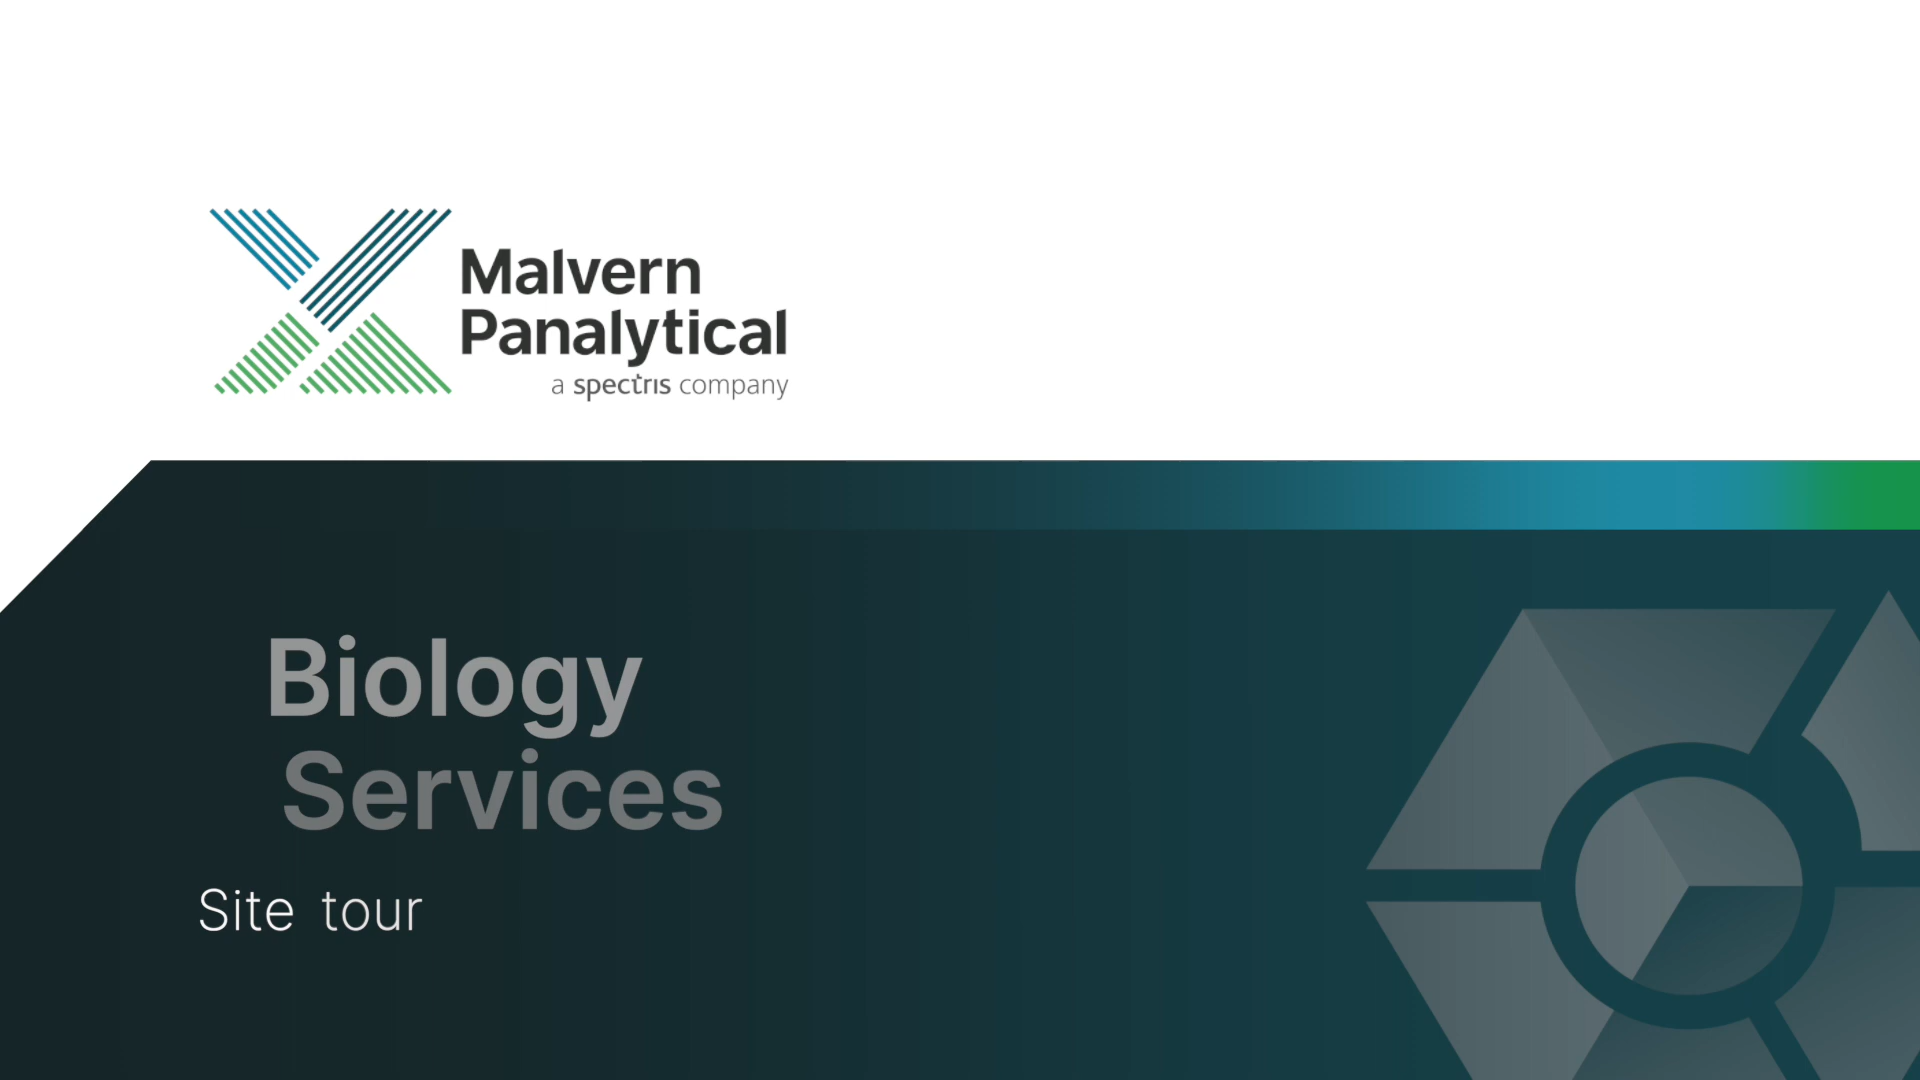 Malvern
Panalytical
a spectris company
Biology
Services
Site tour